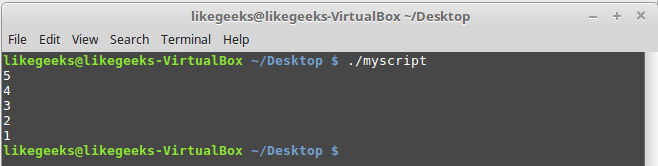 likegeeks@likegeeks-VirtualBox ~/Desktop
File Edit View Search Terminal Help
likegeeks@likegeeks-VirtualBox ~/Desktop $ ./myscript
5
4
3
2
1
likegeeks@likegeeks-VirtualBox ~/Desktop $